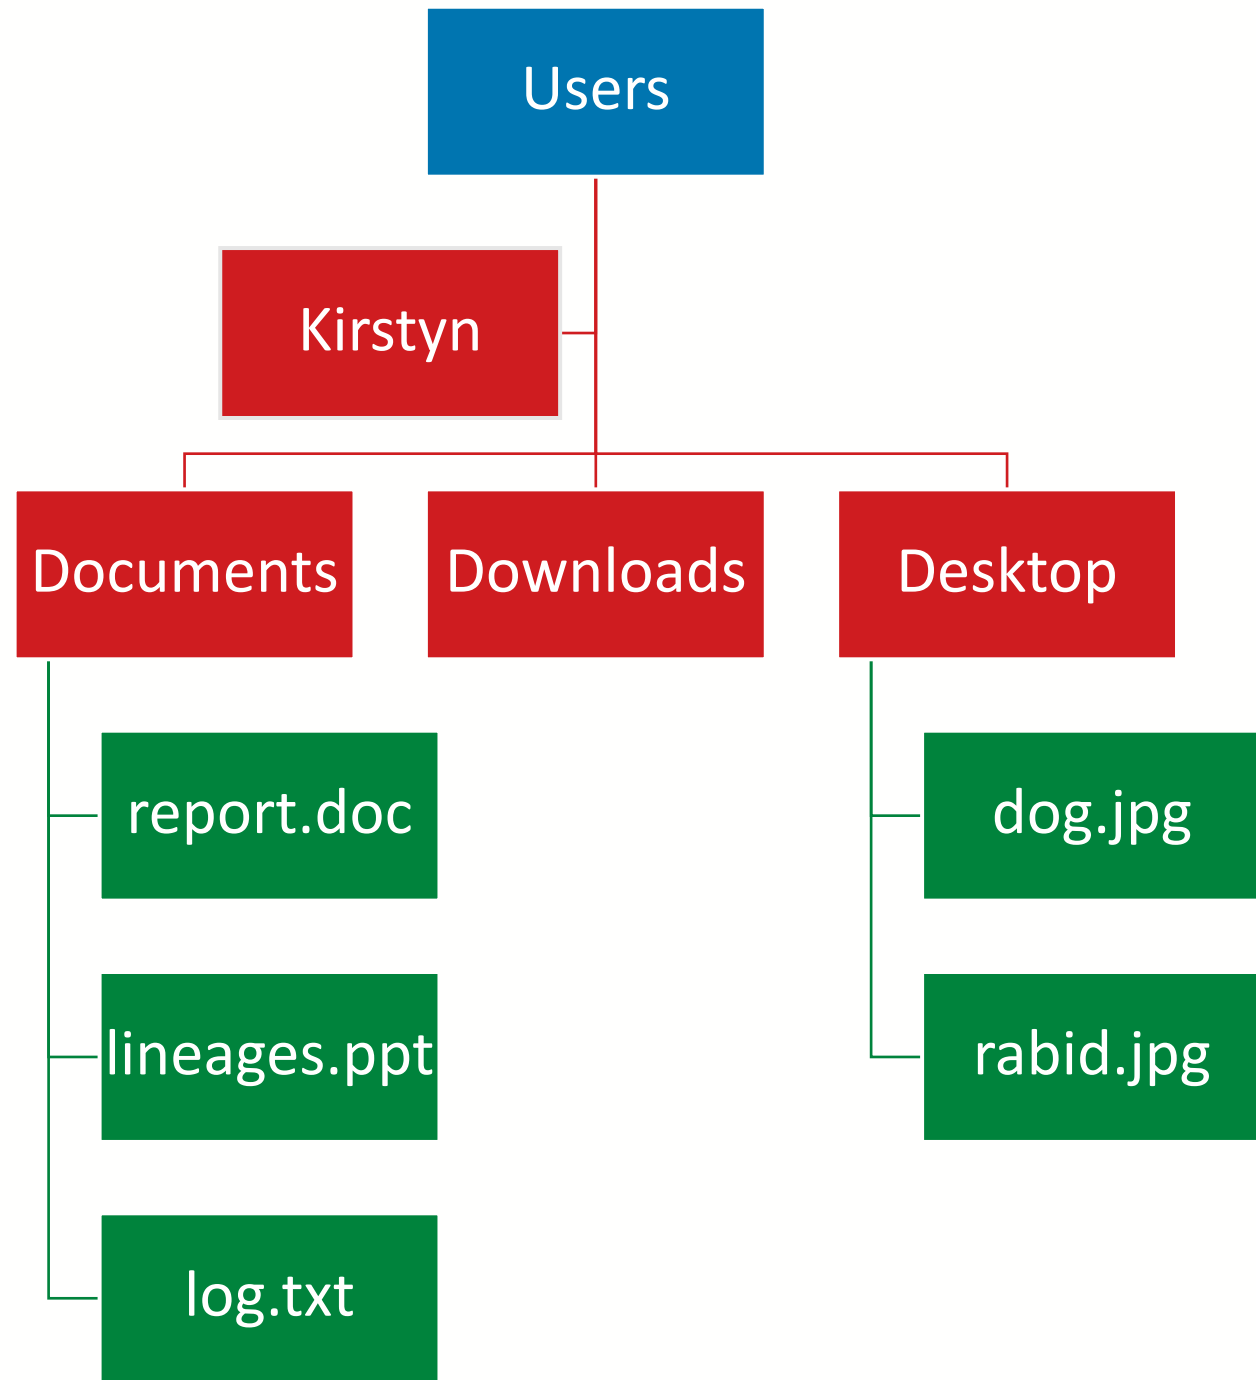 Users
Kirstyn
Documents
Downloads
Desktop
report.doc
dog.jpg
lineages.ppt
rabid.jpg
log.txt